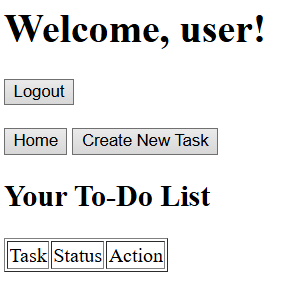 Welcome, user!
Logout
Home Create New Task
Your To-Do List
Task Status Action